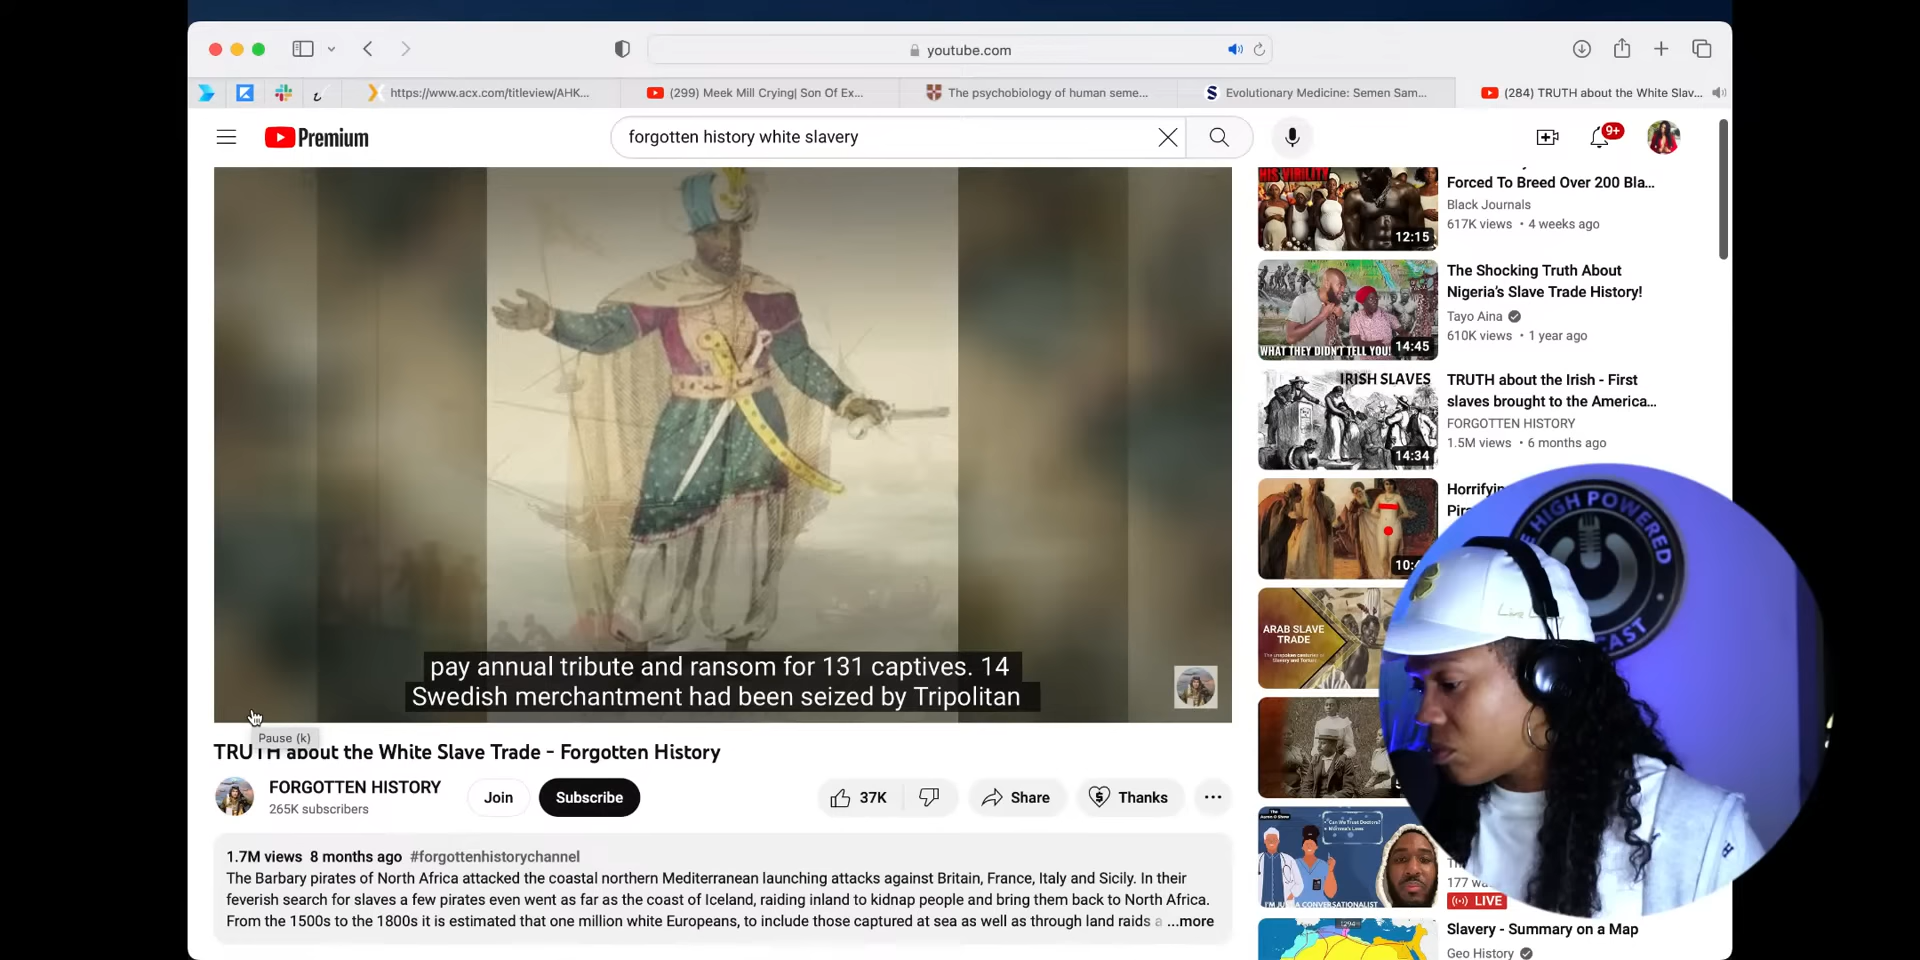 youtube.com
https://www.acx.com/titleview/AHK...
(299) Meek Mill Crying| Son Of Ex...
The psychobiology of human seme...
Evolutionary Medicine: Semen Sam...
(284) TRUTH about the White Slav...
Premium
forgotten history white slavery
9+
HIS VIRILITY
12:15
Forced To Breed Over 200 Bla...
Black Journals
617K views • 4 weeks ago
WHAT THEY DIDN'T TELL YOU!
14:45
The Shocking Truth About
Nigeria's Slave Trade History!
Tayo Aina
610K views • 1 year ago
IRISH SLAVES
14:34
TRUTH about the Irish - First
slaves brought to the America...
FORGOTTEN HISTORY
1.5M views • 6 months ago
ARAB SLAVE
TRADE
HIGH POWERED
177 wa
LIVE
I'M JUST A CONVERSATIONALIST
Slavery - Summary on a Map
Geo History
pay annual tribute and ransom for 131 captives. 14
Swedish merchantment had been seized by Tripolitan
Pause (k)
TRUTH about the White Slave Trade - Forgotten History
FORGOTTEN HISTORY
265K subscribers
Join
Subscribe
37K
Share
Thanks
1.7M views 8 months ago #forgottenhistorychannel
The Barbary pirates of North Africa attacked the coastal northern Mediterranean launching attacks against Britain, France, Italy and Sicily. In their
feverish search for slaves a few pirates even went as far as the coast of Iceland, raiding inland to kidnap people and bring them back to North Africa.
From the 1500s to the 1800s it is estimated that one million white Europeans, to include those captured at sea as well as through land raids a ...more